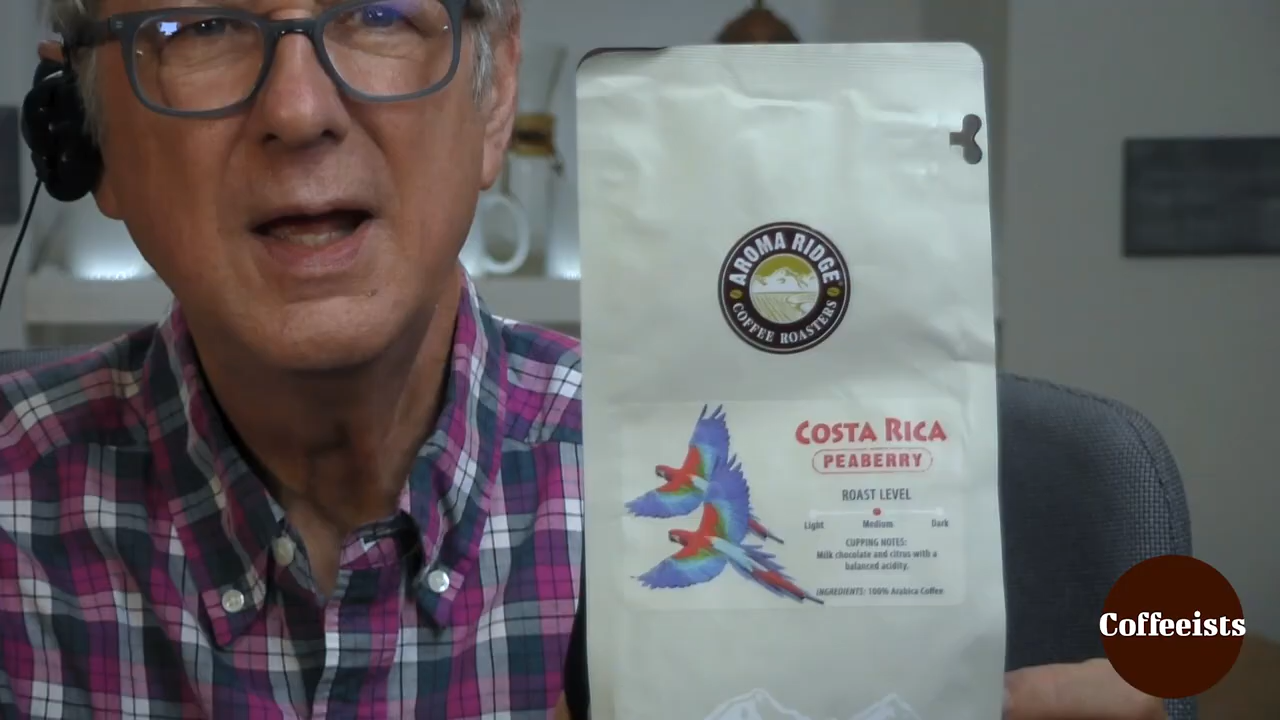 AROMA RIDGE
COFFEE ROASTERS
COSTA RICA
PEABERRY
ROAST LEVEL
Light Medium Dark
CUPPING NOTES:
Milk chocolate and citrus with a
balanced acidity.
INGREDIENTS: 100% Arabica Coffee
Coffeeists